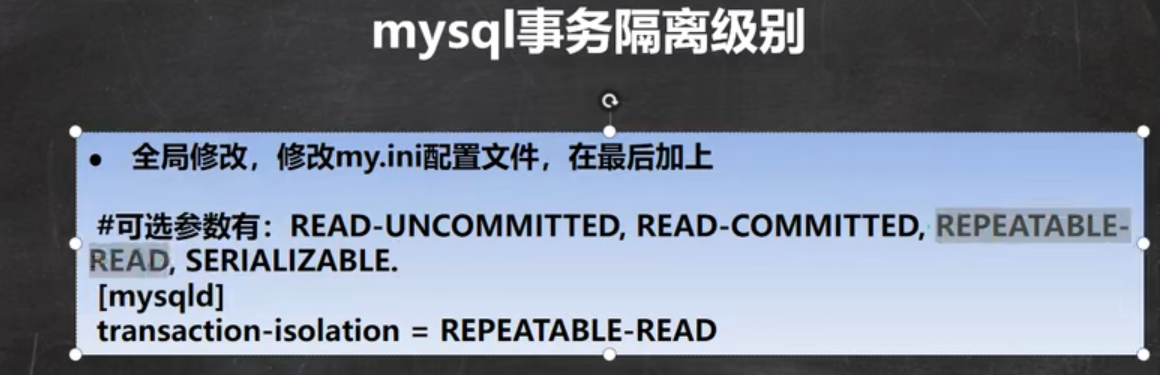 mysql事务隔离级别
• 全局修改，修改my.ini配置文件，在最后加上
#可选参数有：READ-UNCOMMITTED, READ-COMMITTED, REPEATABLE-
READ, SERIALIZABLE.
[mysqld]
transaction-isolation = REPEATABLE-READ